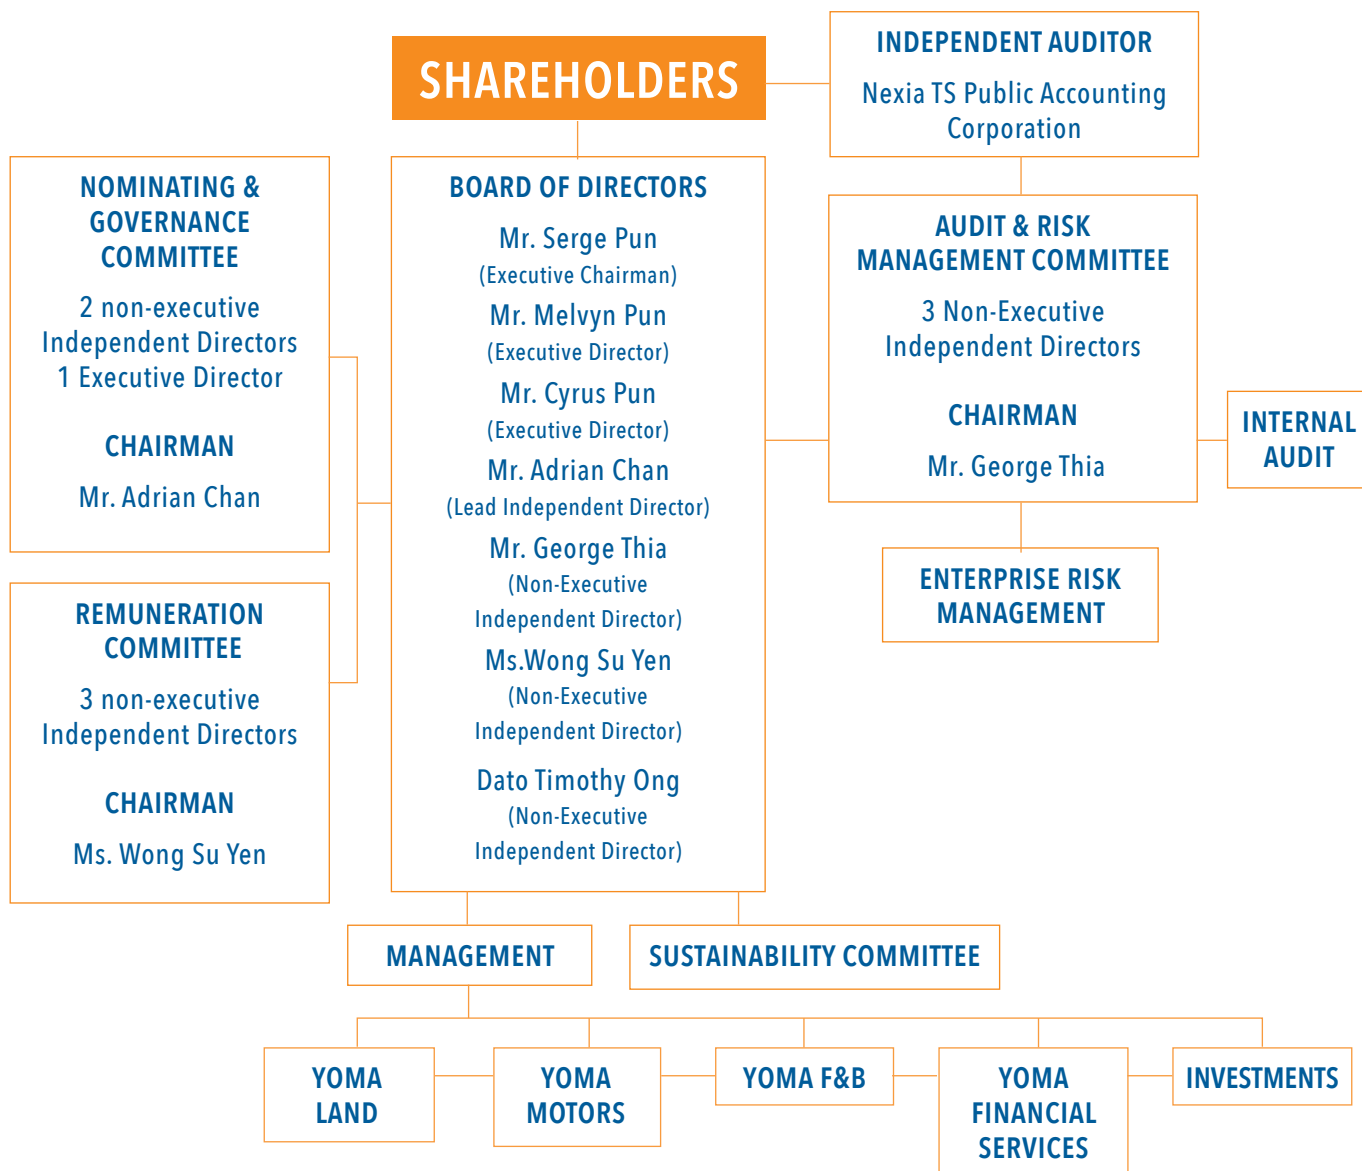 SHAREHOLDERS
INDEPENDENT AUDITOR
Nexia TS Public Accounting
Corporation
NOMINATING &
GOVERNANCE
COMMITTEE
2 non-executive
Independent Directors
1 Executive Director
CHAIRMAN
Mr. Adrian Chan
REMUNERATION
COMMITTEE
3 non-executive
Independent Directors
CHAIRMAN
Ms. Wong Su Yen
BOARD OF DIRECTORS
Mr. Serge Pun
(Executive Chairman)
Mr. Melvyn Pun
(Executive Director)
Mr. Cyrus Pun
(Executive Director)
Mr. Adrian Chan
(Lead Independent Director)
Mr. George Thia
(Non-Executive
Independent Director)
Ms.Wong Su Yen
(Non-Executive
Independent Director)
Dato Timothy Ong
(Non-Executive
Independent Director)
AUDIT & RISK
MANAGEMENT COMMITTEE
3 Non-Executive
Independent Directors
CHAIRMAN
Mr. George Thia
INTERNAL
AUDIT
ENTERPRISE RISK
MANAGEMENT
MANAGEMENT
SUSTAINABILITY COMMITTEE
YOMA
LAND
YOMA
MOTORS
YOMA F&B
YOMA
FINANCIAL
SERVICES
INVESTMENTS